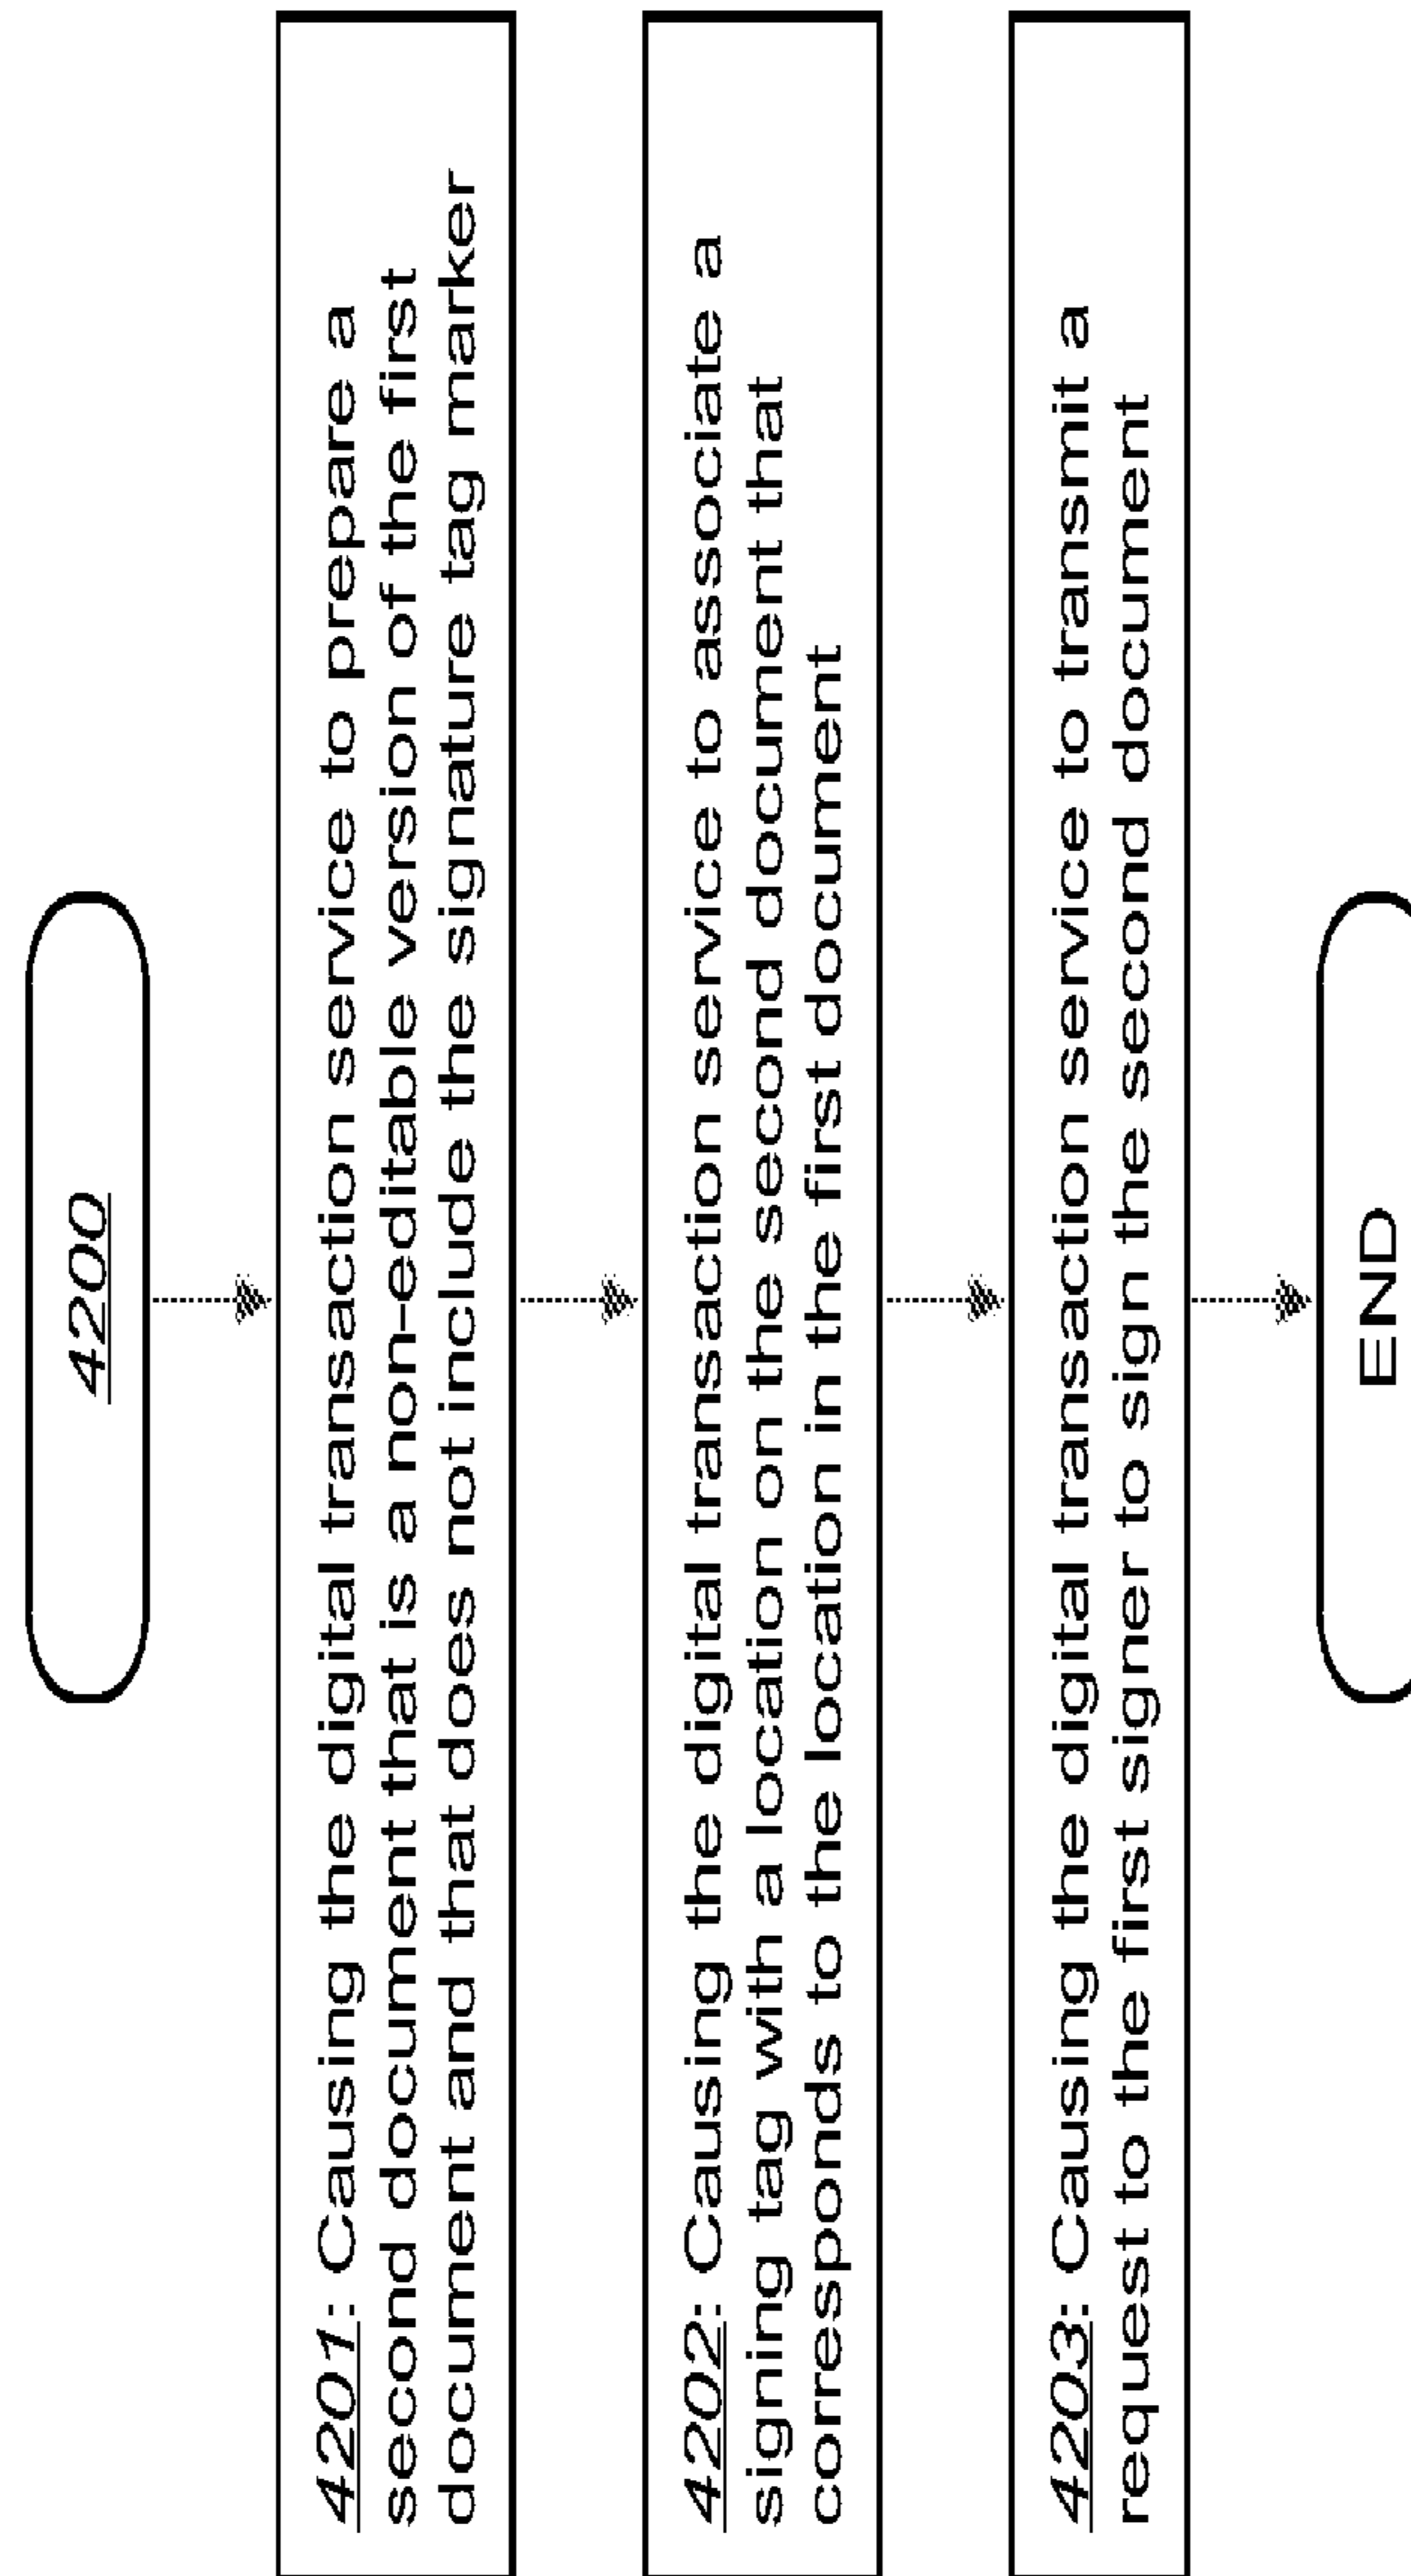 4200
4201: Causing the digital transaction service to prepare a
second document that is a non-editable version of the first
document and that does not include the signature tag marker
4202: Causing the digital transaction service to associate a
signing tag with a location on the second document that
corresponds to the location in the first document
4203: Causing the digital transaction service to transmit a
request to the first signer to sign the second document
END